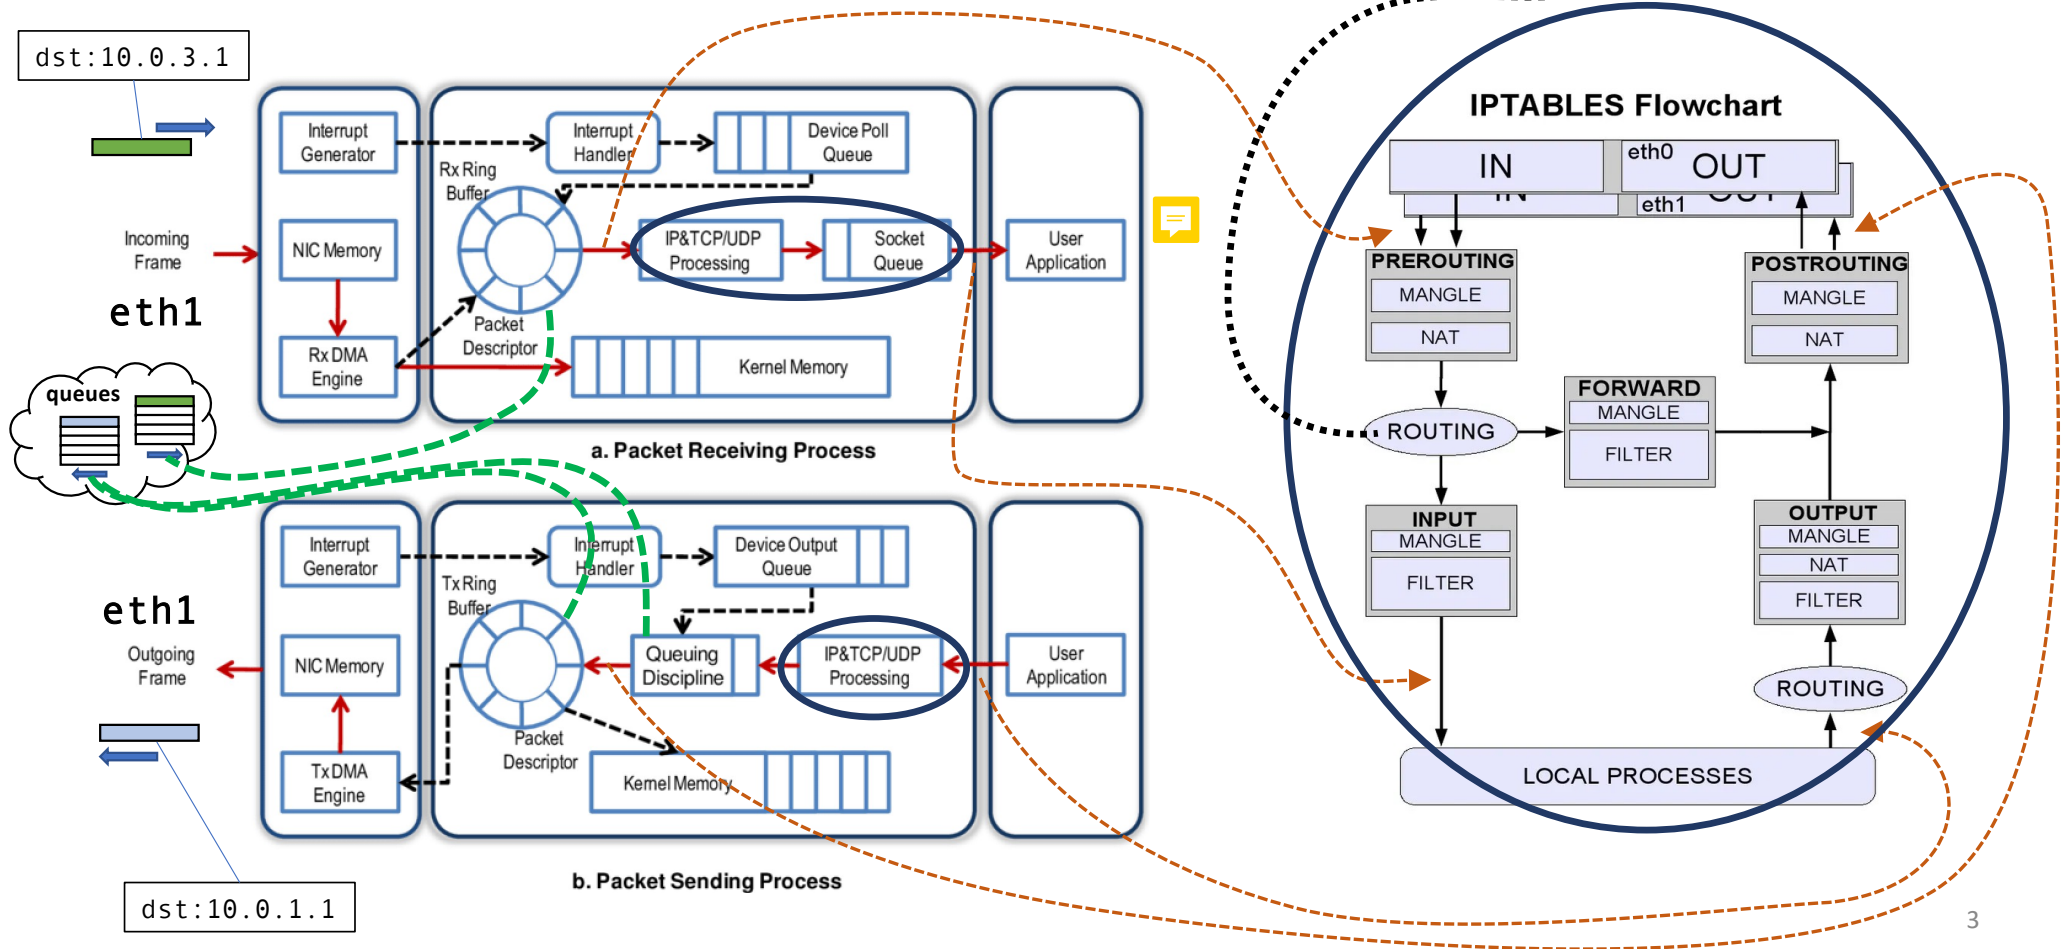 dst:10.0.3.1
Interrupt
Generator
Interrupt
Handler
Device Poll
Queue
Rx Ring
Buffer
Incoming
Frame
NIC Memory
IP&TCP/UDP
Processing
Socket
Queue
User
Application
eth1
Packet
Descriptor
Rx DMA
Engine
Kernel Memory
queues
a. Packet Receiving Process
Interrupt
Generator
Interrupt
Handler
Device Output
Queue
Tx Ring
Buffer
eth1
Outgoing
Frame
NIC Memory
Queuing
Discipline
IP&TCP/UDP
Processing
User
Application
Packet
Descriptor
Tx DMA
Engine
Kernel Memory
b. Packet Sending Process
dst:10.0.1.1
IPTABLES Flowchart
IN
eth0
OUT
IN
eth1
OUT
PREROUTING
MANGLE
NAT
POSTROUTING
MANGLE
NAT
ROUTING
FORWARD
MANGLE
FILTER
INPUT
MANGLE
FILTER
OUTPUT
MANGLE
NAT
FILTER
ROUTING
LOCAL PROCESSES
3